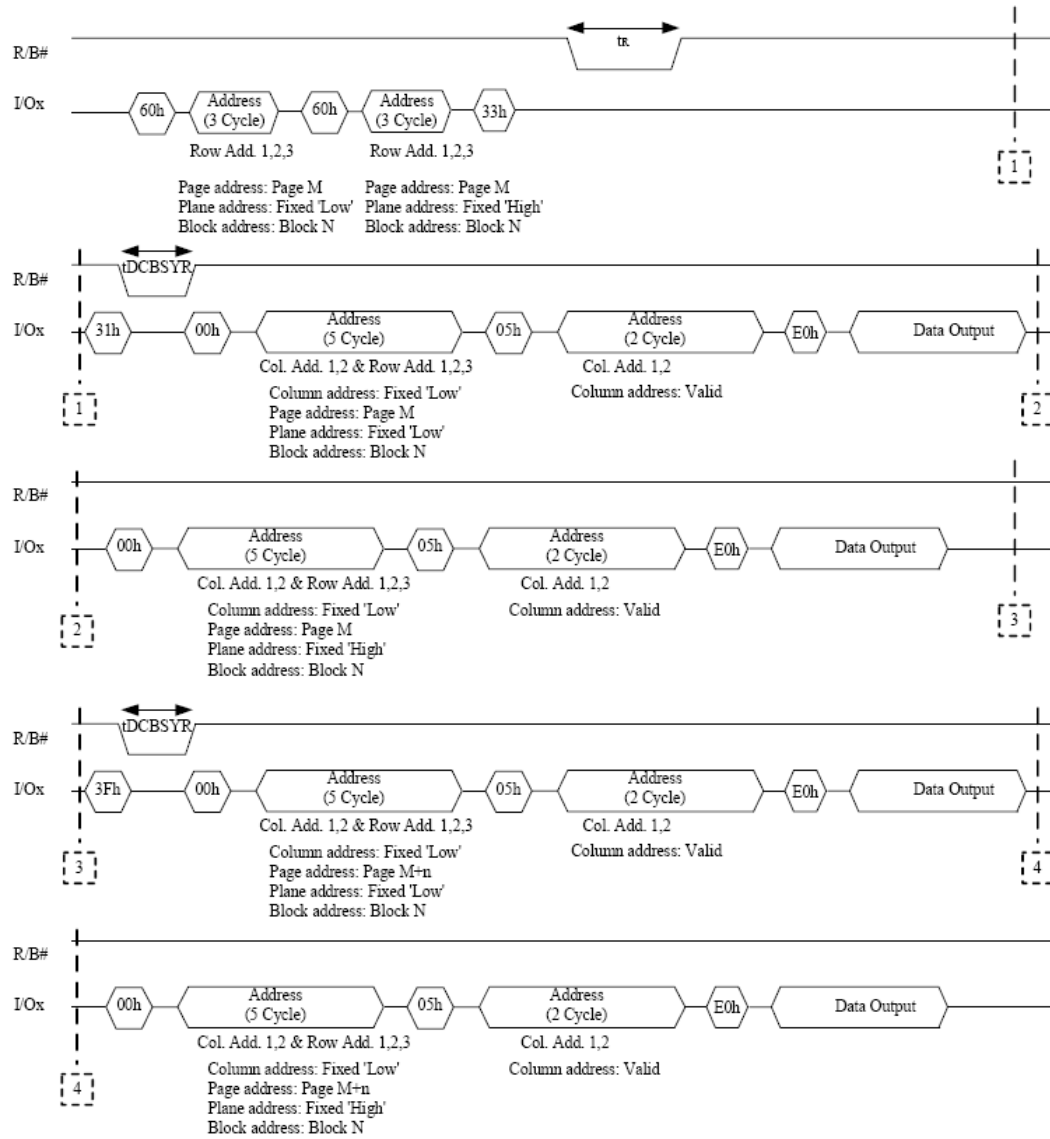 tR
R/B#
I/Ox
60h Address (3 Cycle) 60h Address (3 Cycle) 33h
Row Add. 1,2,3 Row Add. 1,2,3
Page address: Page M Page address: Page M
Plane address: Fixed 'Low' Plane address: Fixed 'High'
Block address: Block N Block address: Block N
1
tDCBSYR
R/B#
I/Ox
31h 00h Address (5 Cycle) 05h Address (2 Cycle) E0h Data Output
Col. Add. 1,2 & Row Add. 1,2,3 Col. Add. 1,2
Column address: Fixed 'Low' Column address: Valid
Page address: Page M
Plane address: Fixed 'Low'
Block address: Block N
1 2
R/B#
I/Ox
00h Address (5 Cycle) 05h Address (2 Cycle) E0h Data Output
Col. Add. 1,2 & Row Add. 1,2,3 Col. Add. 1,2
Column address: Fixed 'Low' Column address: Valid
Page address: Page M
Plane address: Fixed 'High'
Block address: Block N
2 3
tDCBSYR
R/B#
I/Ox
3Fh 00h Address (5 Cycle) 05h Address (2 Cycle) E0h Data Output
Col. Add. 1,2 & Row Add. 1,2,3 Col. Add. 1,2
Column address: Fixed 'Low' Column address: Valid
Page address: Page M+n
Plane address: Fixed 'Low'
Block address: Block N
3 4
R/B#
I/Ox
00h Address (5 Cycle) 05h Address (2 Cycle) E0h Data Output
Col. Add. 1,2 & Row Add. 1,2,3 Col. Add. 1,2
Column address: Fixed 'Low' Column address: Valid
Page address: Page M+n
Plane address: Fixed 'High'
Block address: Block N
4